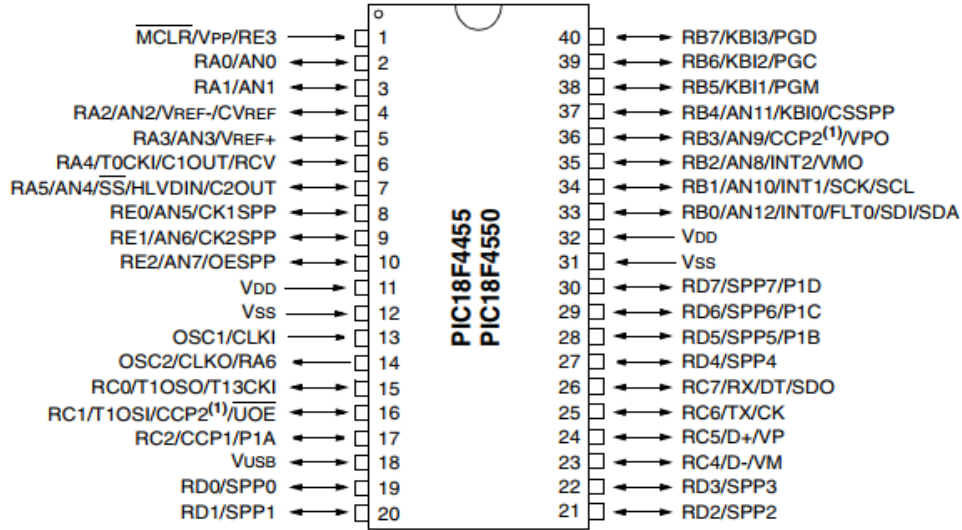 MCLR/VPP/RE3 1 40 RB7/KBI3/PGD
RA0/AN0 2 39 RB6/KBI2/PGC
RA1/AN1 3 38 RB5/KBI1/PGM
RA2/AN2/VREF-/CVREF 4 37 RB4/AN11/KBI0/CSSPP
RA3/AN3/VREF+ 5 36 RB3/AN9/CCP2(1)/VPO
RA4/T0CKI/C1OUT/RCV 6 35 RB2/AN8/INT2/VMO
RA5/AN4/SS/HLVDIN/C2OUT 7 34 RB1/AN10/INT1/SCK/SCL
RE0/AN5/CK1SPP 8 33 RB0/AN12/INT0/FLT0/SDI/SDA
RE1/AN6/CK2SPP 9 32 VDD
RE2/AN7/OESPP 10 31 VSS
VDD 11 30 RD7/SPP7/P1D
VSS 12 29 RD6/SPP6/P1C
OSC1/CLKI 13 28 RD5/SPP5/P1B
OSC2/CLKO/RA6 14 27 RD4/SPP4
RC0/T1OSO/T13CKI 15 26 RC7/RX/DT/SDO
RC1/T1OSI/CCP2(1)/UOE 16 25 RC6/TX/CK
RC2/CCP1/P1A 17 24 RC5/D+/VP
VUSB 18 23 RC4/D-/VM
RD0/SPP0 19 22 RD3/SPP3
RD1/SPP1 20 21 RD2/SPP2
PIC18F4455
PIC18F4550